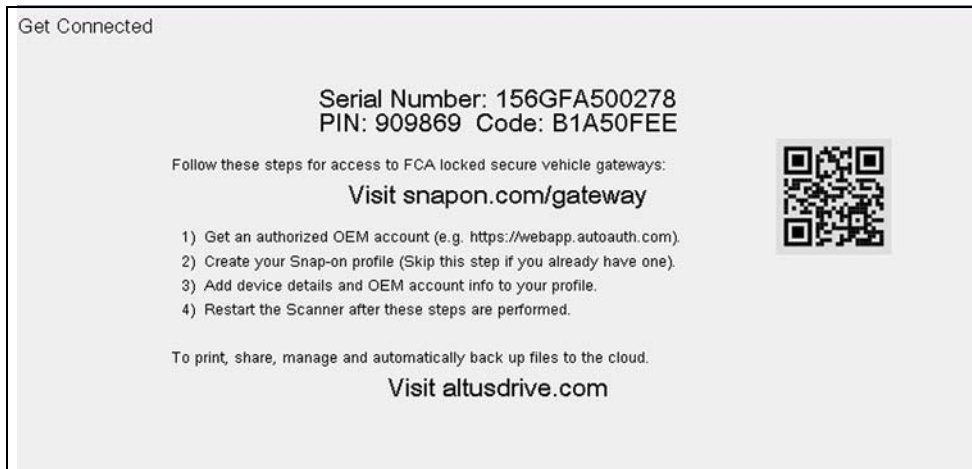 Get Connected
Serial Number: 156GFA500278
PIN: 909869 Code: B1A50FEE
Follow these steps for access to FCA locked secure vehicle gateways:
Visit snapon.com/gateway
1) Get an authorized OEM account (e.g. https://webapp.autoauth.com).
2) Create your Snap-on profile (Skip this step if you already have one).
3) Add device details and OEM account info to your profile.
4) Restart the Scanner after these steps are performed.
To print, share, manage and automatically back up files to the cloud.
Visit altusdrive.com